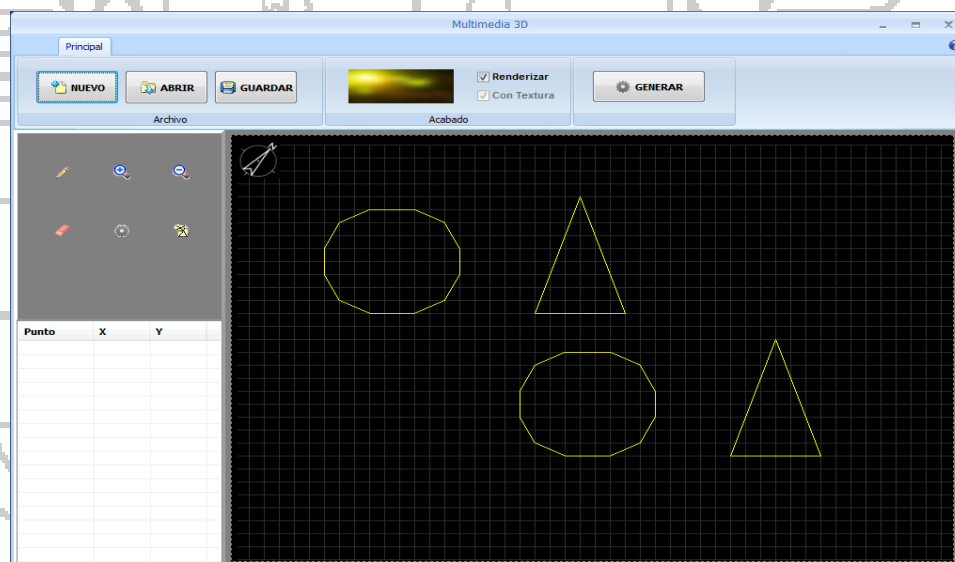 Multimedia 3D
Principal
NUEVO ABRIR GUARDAR
Archivo
Renderizar
Con Textura
Acabado
GENERAR
Punto X Y